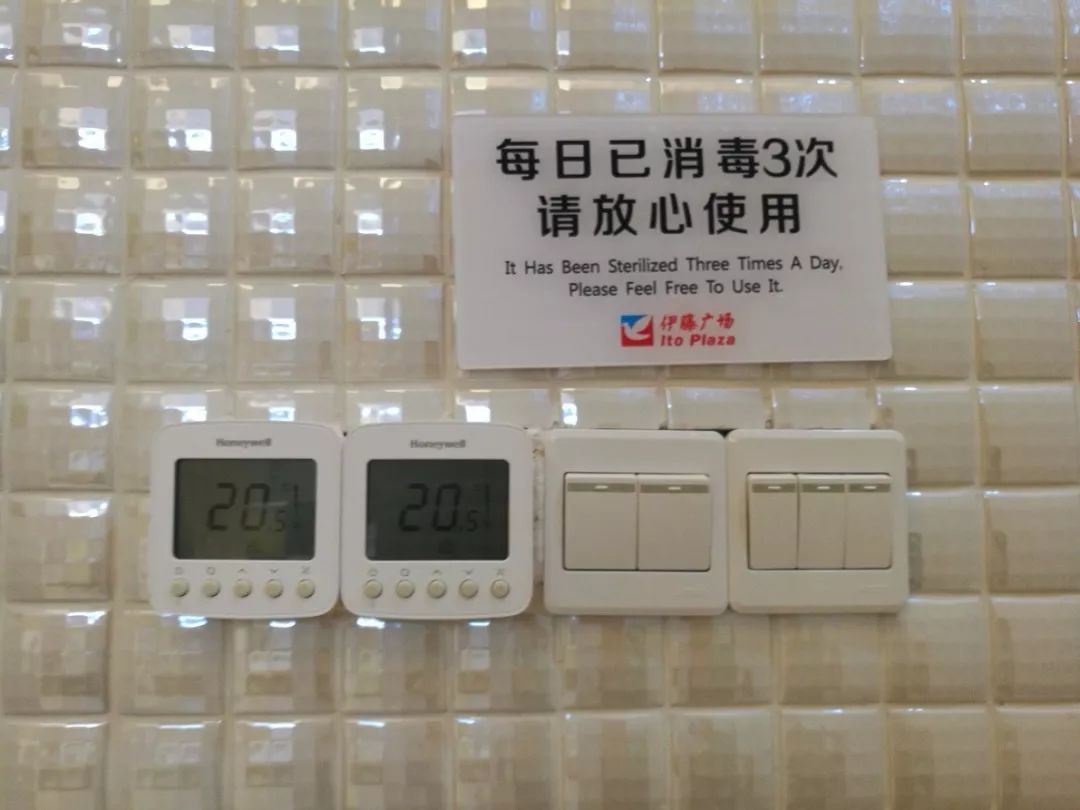 每日已消毒3次
请放心使用
It Has Been Sterilized Three Times A Day,
Please Feel Free To Use It.
伊藤广场
Ito Plaza
Honeywell
20.5
Honeywell
20.5